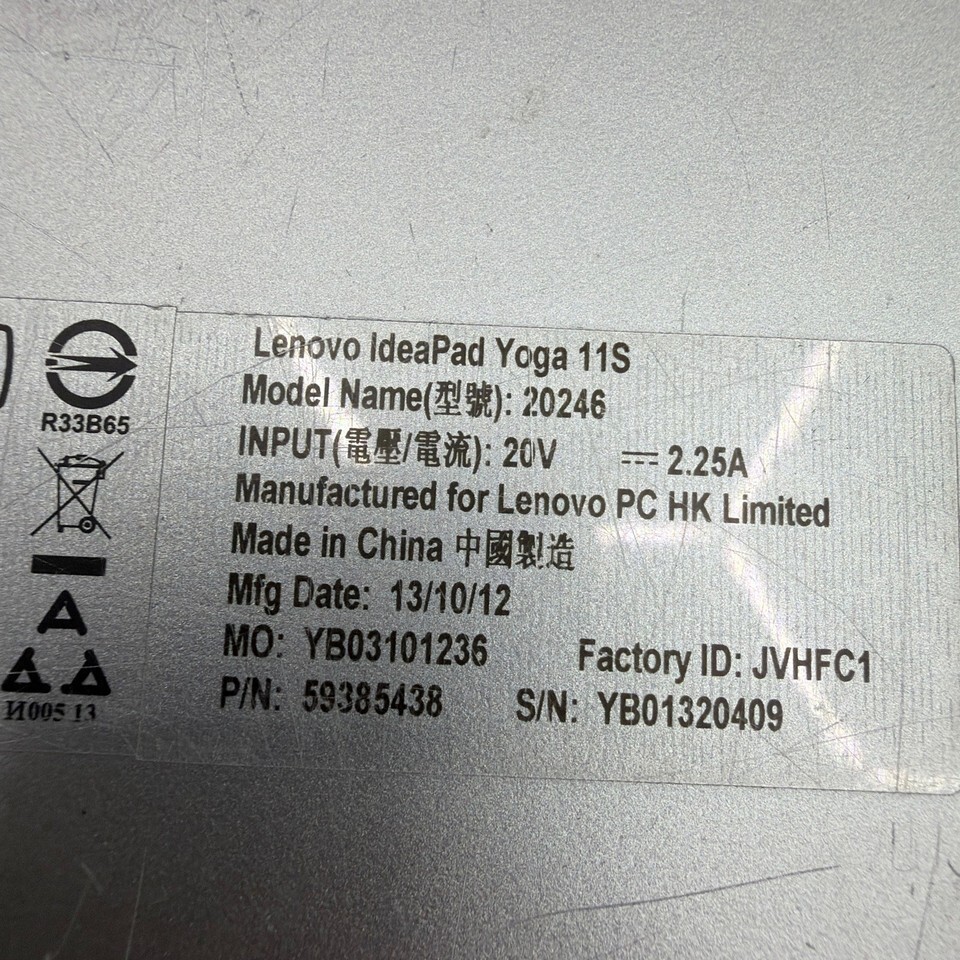 Lenovo IdeaPad Yoga 11S
Model Name(型號): 20246
INPUT(電壓/電流): 20V ⎓ 2.25A
Manufactured for Lenovo PC HK Limited
Made in China 中國製造
Mfg Date: 13/10/12
MO: YB03101236 Factory ID: JVHFC1
P/N: 59385438 S/N: YB01320409
R33B65
И005 13